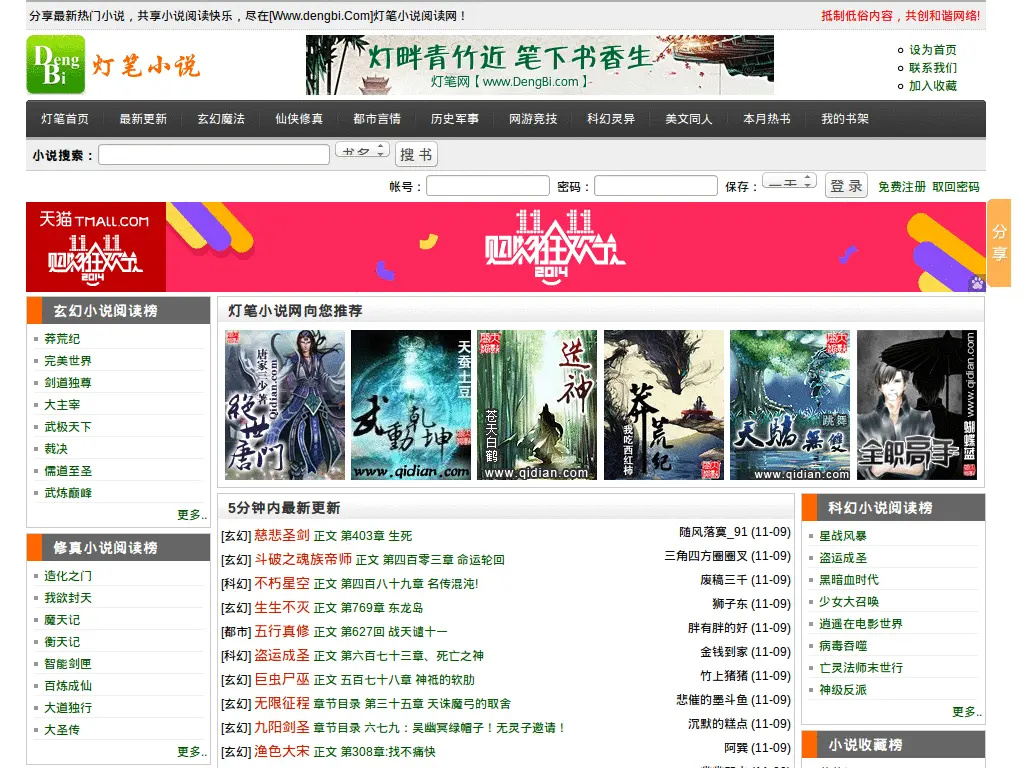 分享最新热门小说，共享小说阅读快乐，尽在[Www.dengbi.Com]灯笔小说阅读网！
抵制低俗内容，共创和谐网络!
Deng Bi
灯笔小说
灯畔青竹近 笔下书香生
灯笔网【 www.DengBi.com 】
设为首页
联系我们
加入收藏
灯笔首页 最新更新 玄幻魔法 仙侠修真 都市言情 历史军事 网游竞技 科幻灵异 美文同人 本月热书 我的书架
小说搜索： 书名 搜 书
帐号： 密码： 保存： 一天 登 录 免费注册 取回密码
天猫 TMALL.COM
11 11
购物狂欢节
2014
11 11
购物狂欢节
2014
分享
玄幻小说阅读榜
莽荒纪
完美世界
剑道独尊
大主宰
武极天下
裁决
儒道至圣
武炼巅峰
更多..
修真小说阅读榜
造化之门
我欲封天
魔天记
衡天记
智能剑匣
百炼成仙
大道独行
大圣传
更多..
灯笔小说网向您推荐
唐家三少 著
Qidian.com
绝世唐门
天蚕土豆
武動乾坤
www.qidian.com
造神
苍天白鹤
www.qidian.com
莽荒纪
我吃西红柿
跳舞
天騙無雙
www.qidian.com
www.qidian.com
全职高手
蝴蝶蓝
5分钟内最新更新
[玄幻] 慈悲圣剑 正文 第403章 生死 随风落寞_91 (11-09)
[玄幻] 斗破之魂族帝师 正文 第四百零三章 命运轮回 三角四方圈圈叉 (11-09)
[科幻] 不朽星空 正文 第四百八十九章 名传混沌! 废稿三千 (11-09)
[玄幻] 生生不灭 正文 第769章 东龙岛 狮子东 (11-09)
[都市] 五行真修 正文 第627回 战天谴十一 胖有胖的好 (11-09)
[科幻] 盗运成圣 正文 第六百七十三章、死亡之神 金钱到家 (11-09)
[玄幻] 巨虫尸巫 正文 五百七十八章 神祗的软肋 竹上猪猪 (11-09)
[玄幻] 无限征程 章节目录 第三十五章 天诛魔弓的取舍 悲催的墨斗鱼 (11-09)
[玄幻] 九阳剑圣 章节目录 六七九：吴幽冥绿帽子！无灵子邀请！ 沉默的糕点 (11-09)
[玄幻] 渔色大宋 正文 第308章:找不痛快 阿巽 (11-09)
科幻小说阅读榜
星战风暴
盗运成圣
黑暗血时代
少女大召唤
逍遥在电影世界
病毒吞噬
亡灵法师末世行
神级反派
更多..
小说收藏榜